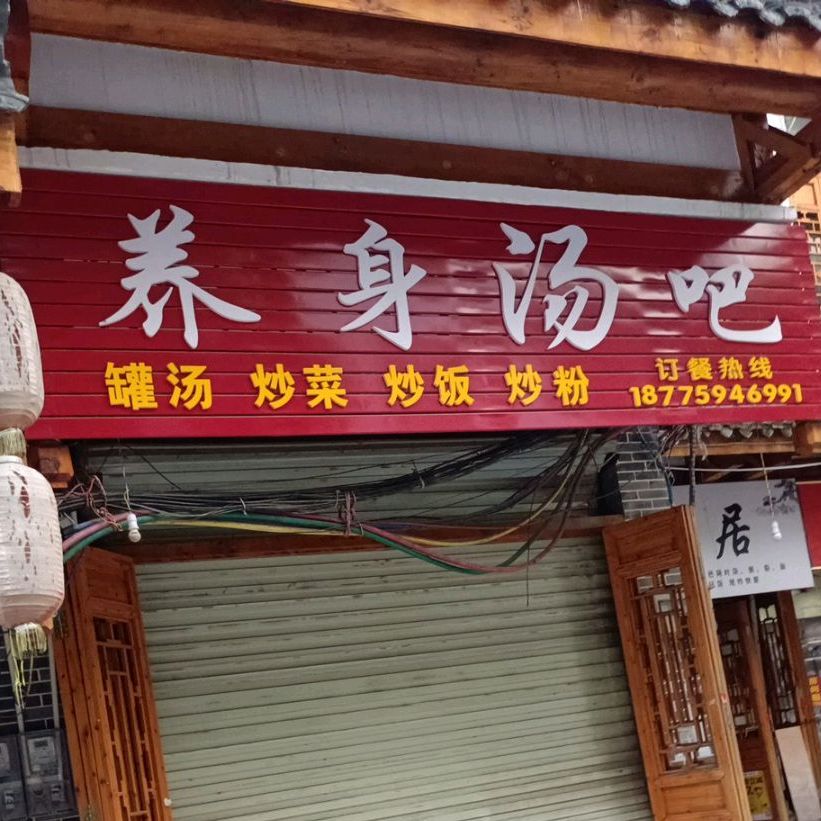 养身汤吧
罐汤 炒菜 炒饭 炒粉
订餐热线
18775946991
居